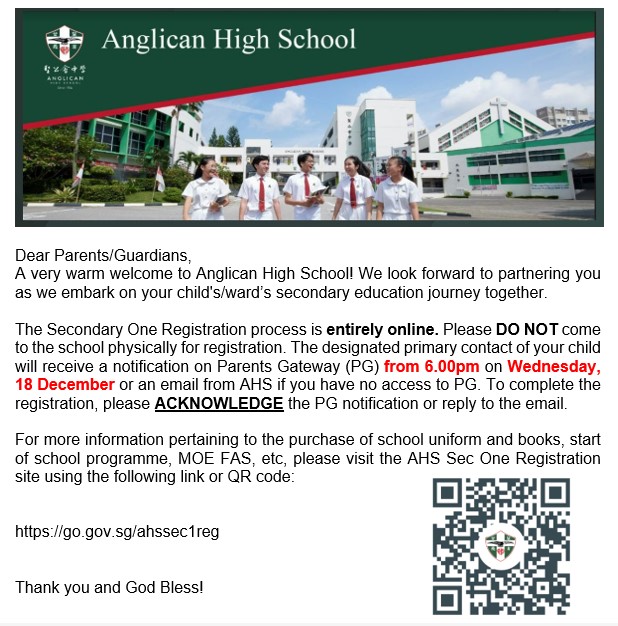 Anglican High School
ANGLICAN
HIGH SCHOOL
Dear Parents/Guardians,
A very warm welcome to Anglican High School! We look forward to partnering you
as we embark on your child's/ward’s secondary education journey together.
The Secondary One Registration process is entirely online. Please DO NOT come
to the school physically for registration. The designated primary contact of your child
will receive a notification on Parents Gateway (PG) from 6.00pm on Wednesday,
18 December or an email from AHS if you have no access to PG. To complete the
registration, please ACKNOWLEDGE the PG notification or reply to the email.
For more information pertaining to the purchase of school uniform and books, start
of school programme, MOE FAS, etc, please visit the AHS Sec One Registration
site using the following link or QR code:
https://go.gov.sg/ahssec1reg
Thank you and God Bless!